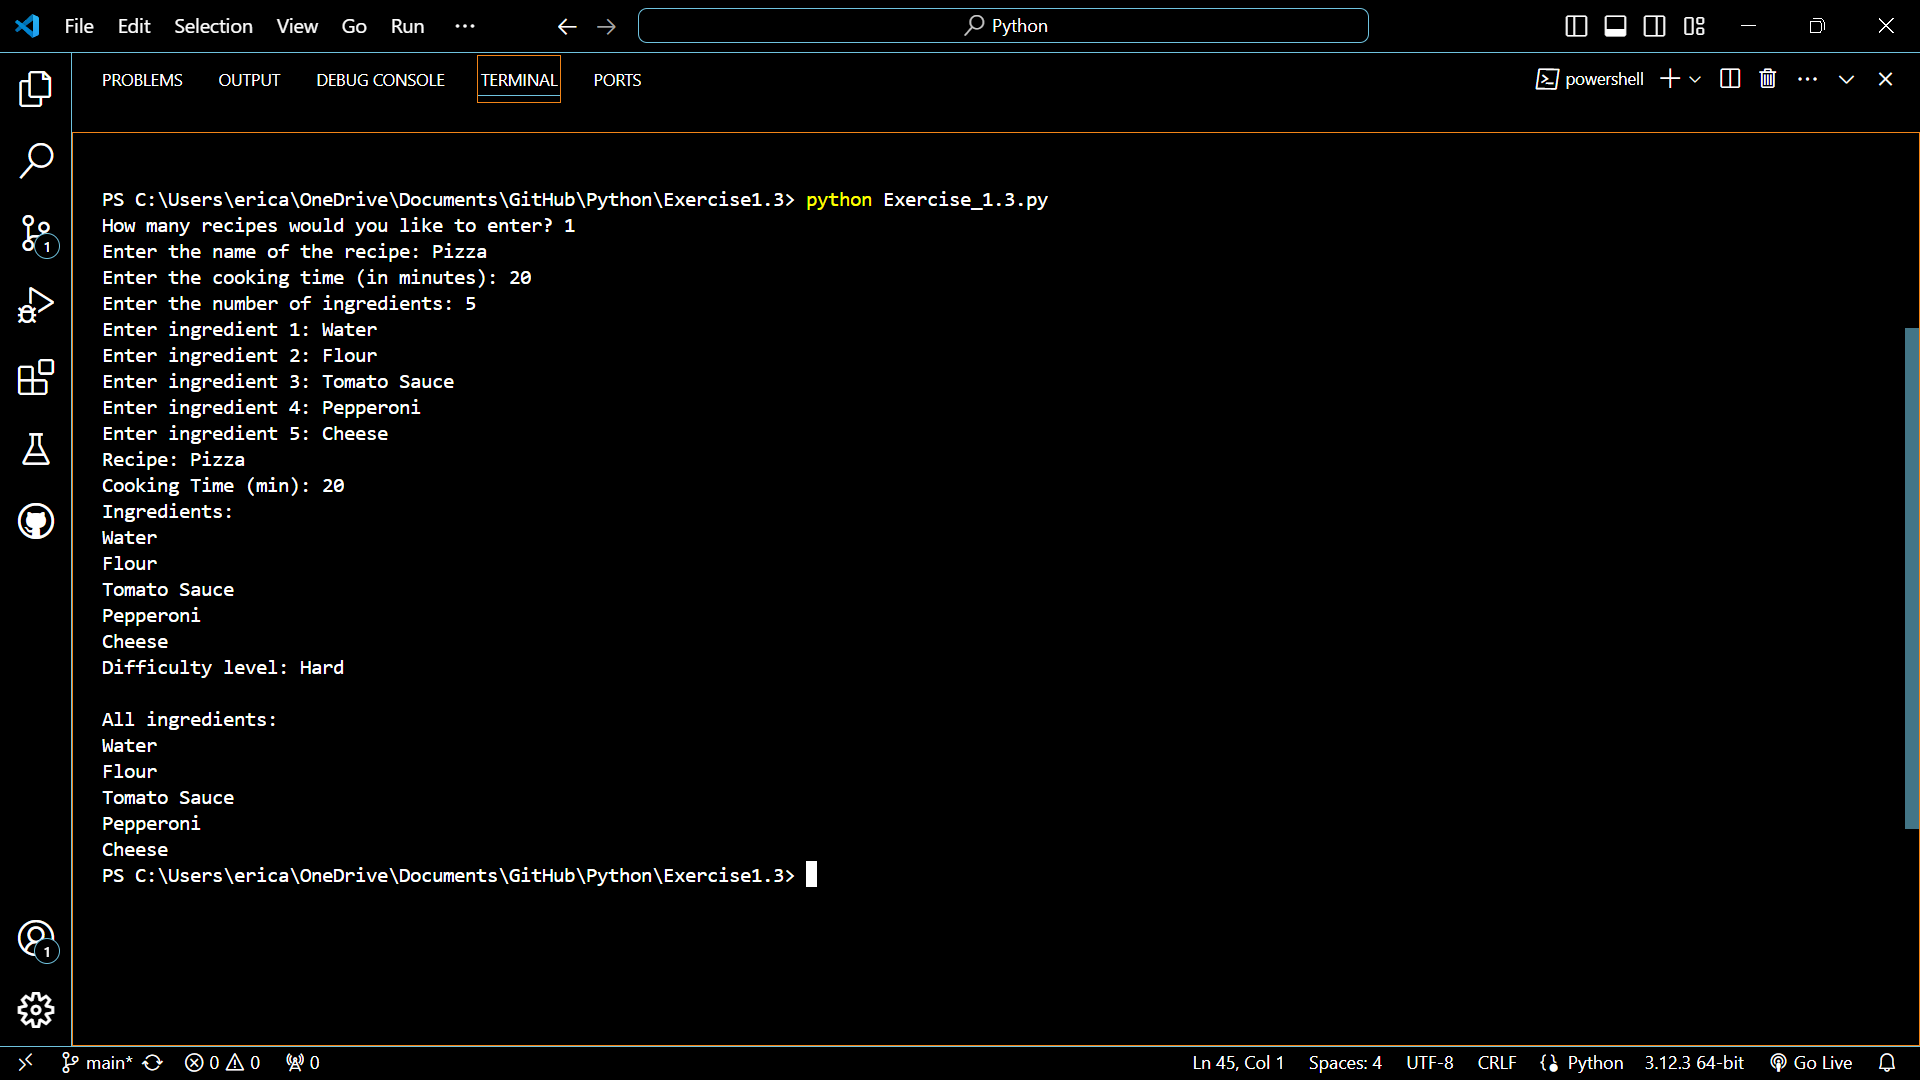 File Edit Selection View Go Run ··· Python
PROBLEMS OUTPUT DEBUG CONSOLE TERMINAL PORTS powershell
PS C:\Users\erica\OneDrive\Documents\GitHub\Python\Exercise1.3> python Exercise_1.3.py
How many recipes would you like to enter? 1
Enter the name of the recipe: Pizza
Enter the cooking time (in minutes): 20
Enter the number of ingredients: 5
Enter ingredient 1: Water
Enter ingredient 2: Flour
Enter ingredient 3: Tomato Sauce
Enter ingredient 4: Pepperoni
Enter ingredient 5: Cheese
Recipe: Pizza
Cooking Time (min): 20
Ingredients:
Water
Flour
Tomato Sauce
Pepperoni
Cheese
Difficulty level: Hard
All ingredients:
Water
Flour
Tomato Sauce
Pepperoni
Cheese
PS C:\Users\erica\OneDrive\Documents\GitHub\Python\Exercise1.3>
1
1
main* 0 0 0 Ln 45, Col 1 Spaces: 4 UTF-8 CRLF Python 3.12.3 64-bit Go Live